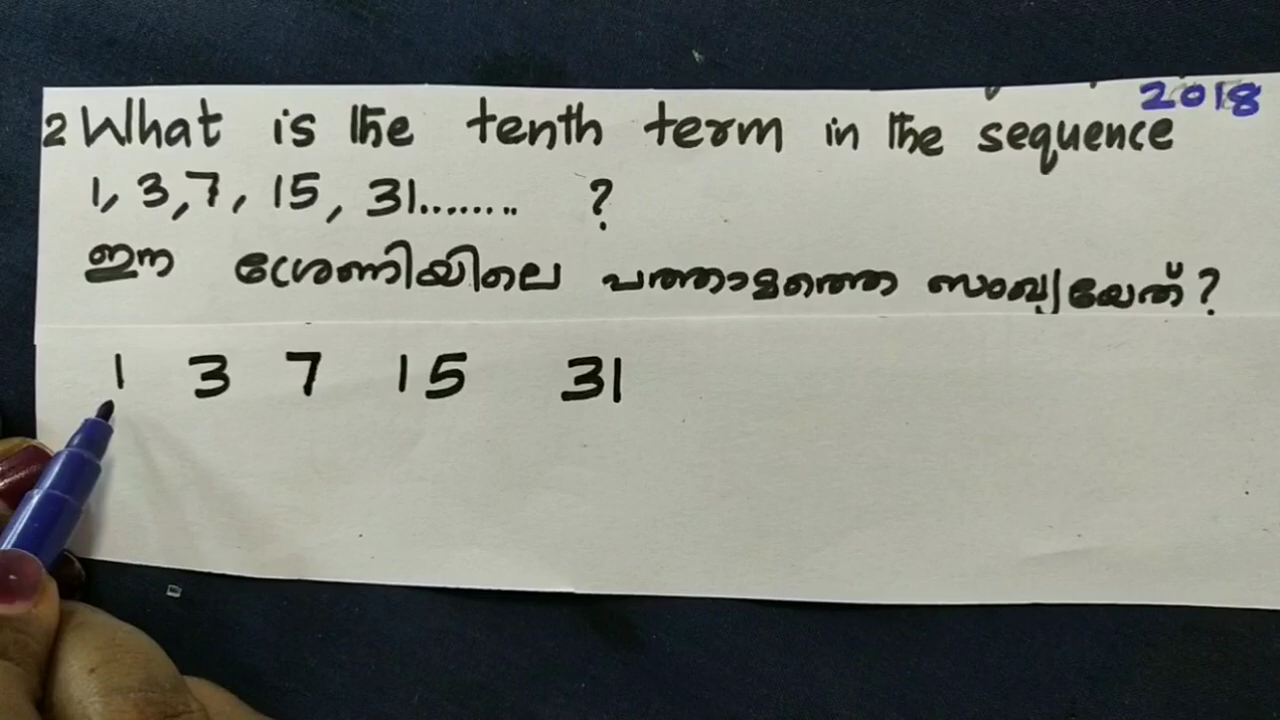 2018
2 What is the tenth term in the sequence
1, 3, 7, 15, 31........ ?
ഈ ശ്രേണിയിലെ പത്താമത്തെ സംഖ്യയേത്?
1 3 7 15 31